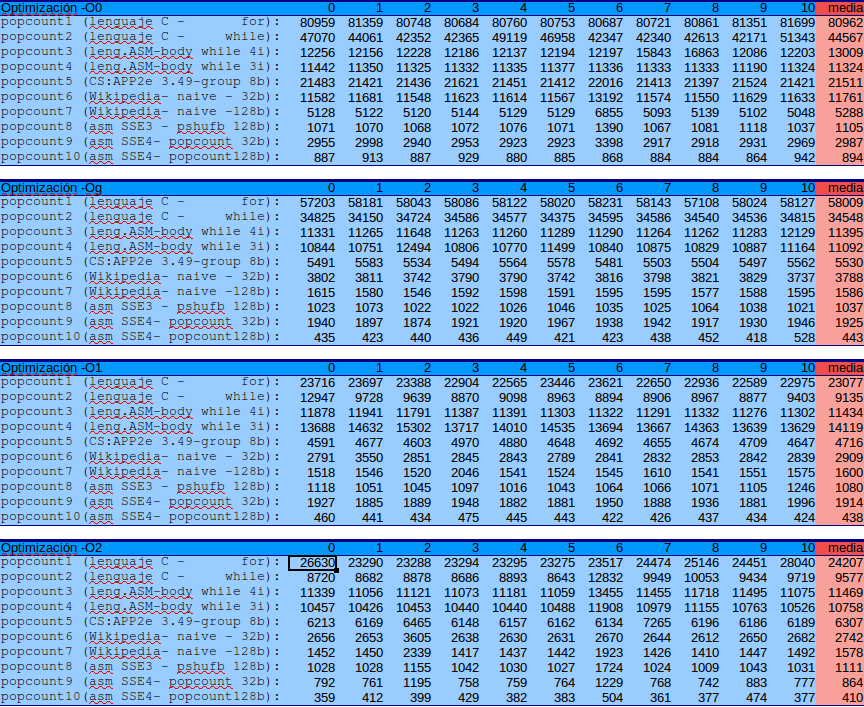 Optimización -O0 0 1 2 3 4 5 6 7 8 9 10 media
popcount1 (lenguaje C - for): 80959 81359 80748 80684 80760 80753 80687 80721 80861 81351 81699 80962
popcount2 (lenguaje C - while): 47070 44061 42352 42365 49119 46958 42347 42340 42613 42171 51343 44567
popcount3 (leng.ASM-body while 4i): 12256 12156 12228 12186 12137 12194 12197 15843 16863 12086 12203 13009
popcount4 (leng.ASM-body while 3i): 11442 11350 11325 11332 11335 11377 11336 11333 11333 11190 11324 11324
popcount5 (CS:APP2e 3.49-group 8b): 21483 21421 21436 21621 21451 21412 22016 21413 21397 21524 21421 21511
popcount6 (Wikipedia- naive - 32b): 11582 11681 11548 11623 11614 11567 13192 11574 11550 11629 11633 11761
popcount7 (Wikipedia- naive -128b): 5128 5122 5120 5144 5129 5129 6855 5093 5139 5102 5048 5288
popcount8 (asm SSE3 - pshufb 128b): 1071 1070 1068 1072 1076 1071 1390 1067 1081 1118 1037 1105
popcount9 (asm SSE4- popcount 32b): 2955 2998 2940 2953 2923 2923 3398 2917 2918 2931 2969 2987
popcount10(asm SSE4- popcount128b): 887 913 887 929 880 885 868 884 884 864 942 894
Optimización -Og 0 1 2 3 4 5 6 7 8 9 10 media
popcount1 (lenguaje C - for): 57203 58181 58043 58086 58122 58020 58231 58143 57108 58024 58127 58009
popcount2 (lenguaje C - while): 34825 34150 34724 34586 34577 34375 34595 34586 34540 34536 34815 34548
popcount3 (leng.ASM-body while 4i): 11331 11265 11648 11263 11260 11289 11290 11264 11262 11283 12129 11395
popcount4 (leng.ASM-body while 3i): 10844 10751 12494 10806 10770 11499 10840 10875 10829 10887 11164 11092
popcount5 (CS:APP2e 3.49-group 8b): 5491 5583 5534 5494 5564 5578 5481 5503 5504 5497 5562 5530
popcount6 (Wikipedia- naive - 32b): 3802 3811 3742 3790 3790 3742 3816 3798 3821 3829 3737 3788
popcount7 (Wikipedia- naive -128b): 1615 1580 1546 1592 1598 1591 1595 1595 1577 1588 1595 1586
popcount8 (asm SSE3 - pshufb 128b): 1023 1073 1022 1022 1026 1046 1035 1025 1064 1038 1021 1037
popcount9 (asm SSE4- popcount 32b): 1940 1897 1874 1921 1920 1967 1938 1942 1917 1930 1946 1925
popcount10(asm SSE4- popcount128b): 435 423 440 436 449 421 423 438 452 418 528 443
Optimización -O1 0 1 2 3 4 5 6 7 8 9 10 media
popcount1 (lenguaje C - for): 23716 23697 23388 22904 22565 23446 23621 22650 22936 22589 22975 23077
popcount2 (lenguaje C - while): 12947 9728 9639 8870 9098 8963 8894 8906 8967 8877 9403 9135
popcount3 (leng.ASM-body while 4i): 11878 11941 11791 11387 11391 11303 11322 11291 11332 11276 11302 11434
popcount4 (leng.ASM-body while 3i): 13688 14632 15302 13717 14010 14535 13694 13667 14363 13639 13629 14119
popcount5 (CS:APP2e 3.49-group 8b): 4591 4677 4603 4970 4880 4648 4692 4655 4674 4709 4647 4716
popcount6 (Wikipedia- naive - 32b): 2791 3550 2851 2845 2843 2789 2841 2832 2853 2842 2839 2909
popcount7 (Wikipedia- naive -128b): 1518 1546 1520 2046 1541 1524 1545 1610 1541 1551 1575 1600
popcount8 (asm SSE3 - pshufb 128b): 1118 1051 1045 1097 1016 1043 1064 1066 1071 1105 1246 1080
popcount9 (asm SSE4- popcount 32b): 1927 1885 1889 1948 1882 1881 1950 1888 1936 1881 1996 1914
popcount10(asm SSE4- popcount128b): 460 441 434 475 445 443 422 426 437 434 424 438
Optimización -O2 0 1 2 3 4 5 6 7 8 9 10 media
popcount1 (lenguaje C - for): 26630 23290 23288 23294 23295 23275 23517 24474 25146 24451 28040 24207
popcount2 (lenguaje C - while): 8720 8682 8878 8686 8893 8643 12832 9949 10053 9434 9719 9577
popcount3 (leng.ASM-body while 4i): 11339 11056 11121 11073 11181 11059 13455 11455 11718 11495 11075 11469
popcount4 (leng.ASM-body while 3i): 10457 10426 10453 10440 10440 10488 11908 10979 11155 10763 10526 10758
popcount5 (CS:APP2e 3.49-group 8b): 6213 6169 6465 6148 6157 6162 6134 7265 6196 6186 6189 6307
popcount6 (Wikipedia- naive - 32b): 2656 2653 3605 2638 2630 2631 2670 2644 2612 2650 2682 2742
popcount7 (Wikipedia- naive -128b): 1452 1450 2339 1417 1437 1442 1923 1426 1410 1447 1492 1578
popcount8 (asm SSE3 - pshufb 128b): 1028 1028 1155 1042 1030 1027 1724 1024 1009 1043 1031 1111
popcount9 (asm SSE4- popcount 32b): 792 761 1195 758 759 764 1229 768 742 883 777 864
popcount10(asm SSE4- popcount128b): 359 412 399 429 382 383 504 361 377 474 377 410